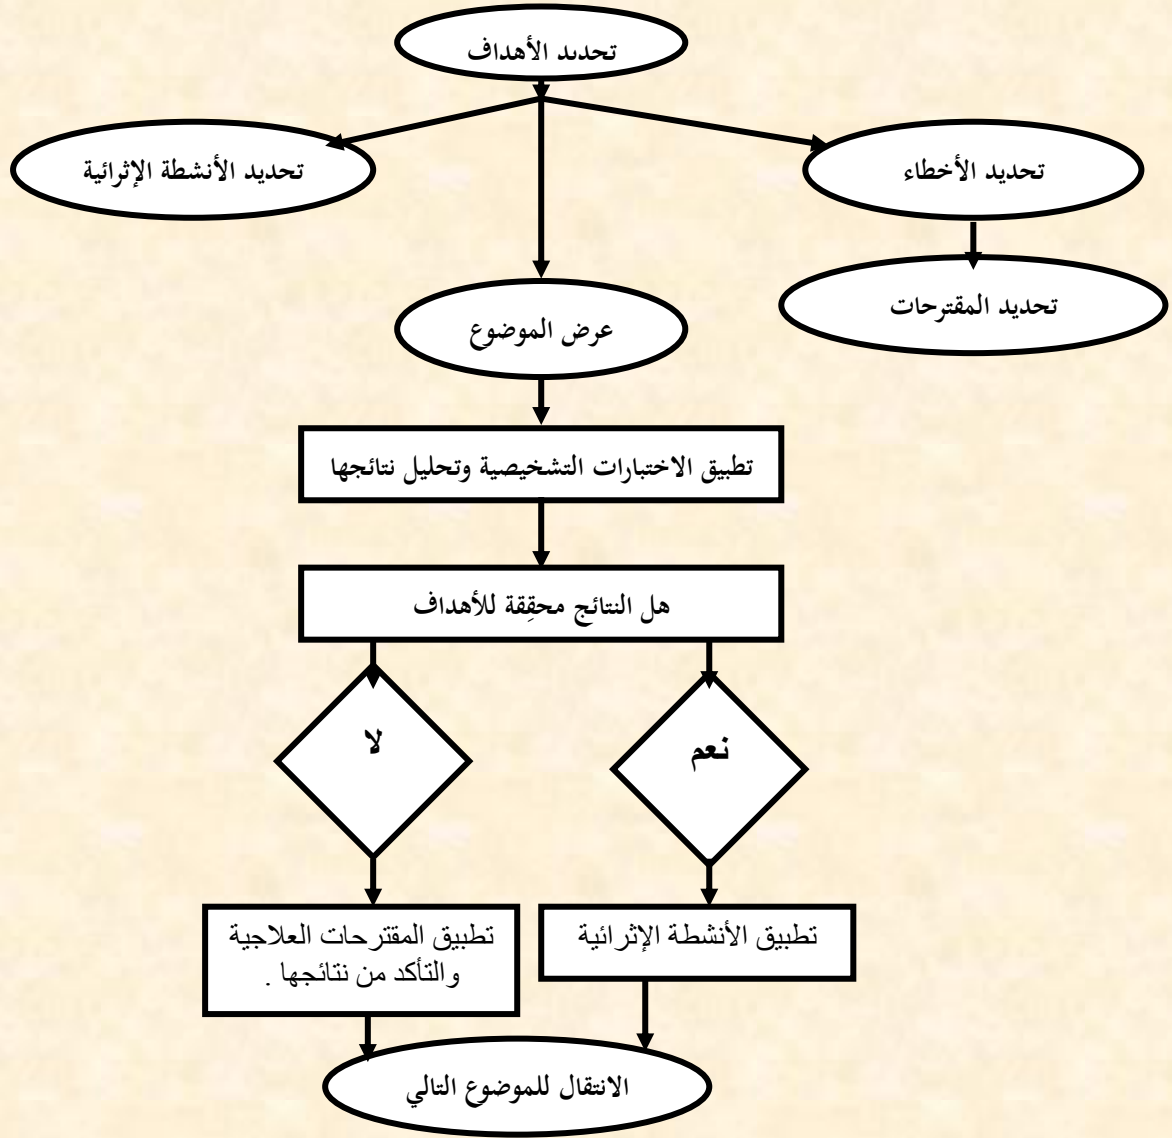 تحديد الأهداف
تحديد الأخطاء
تحديد الأنشطة الإثرائية
تحديد المقترحات
عرض الموضوع
تطبيق الاختبارات التشخيصية وتحليل نتائجها
هل النتائج محقِقة للأهداف
نعم
لا
تطبيق الأنشطة الإثرائية
تطبيق المقترحات العلاجية
والتأكد من نتائجها .
الانتقال للموضوع التالي